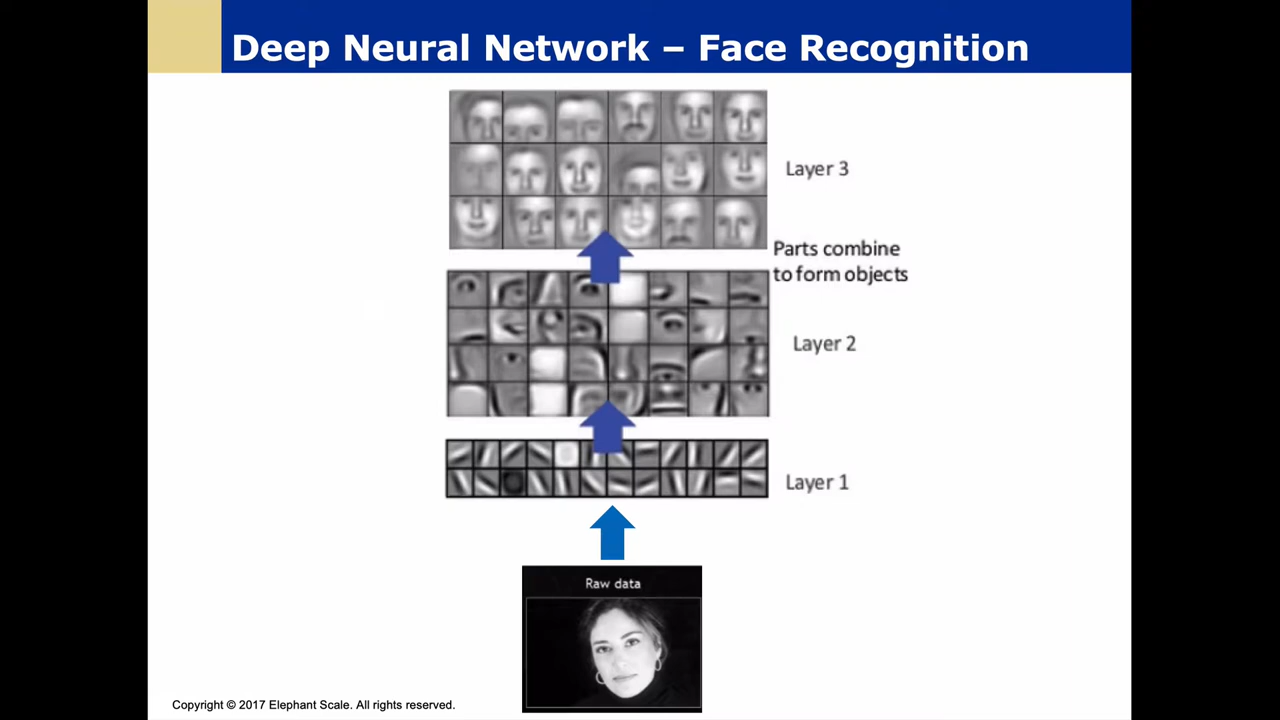 Deep Neural Network – Face Recognition
Layer 3
Parts combine
to form objects
Layer 2
Layer 1
Raw data
Copyright © 2017 Elephant Scale. All rights reserved.